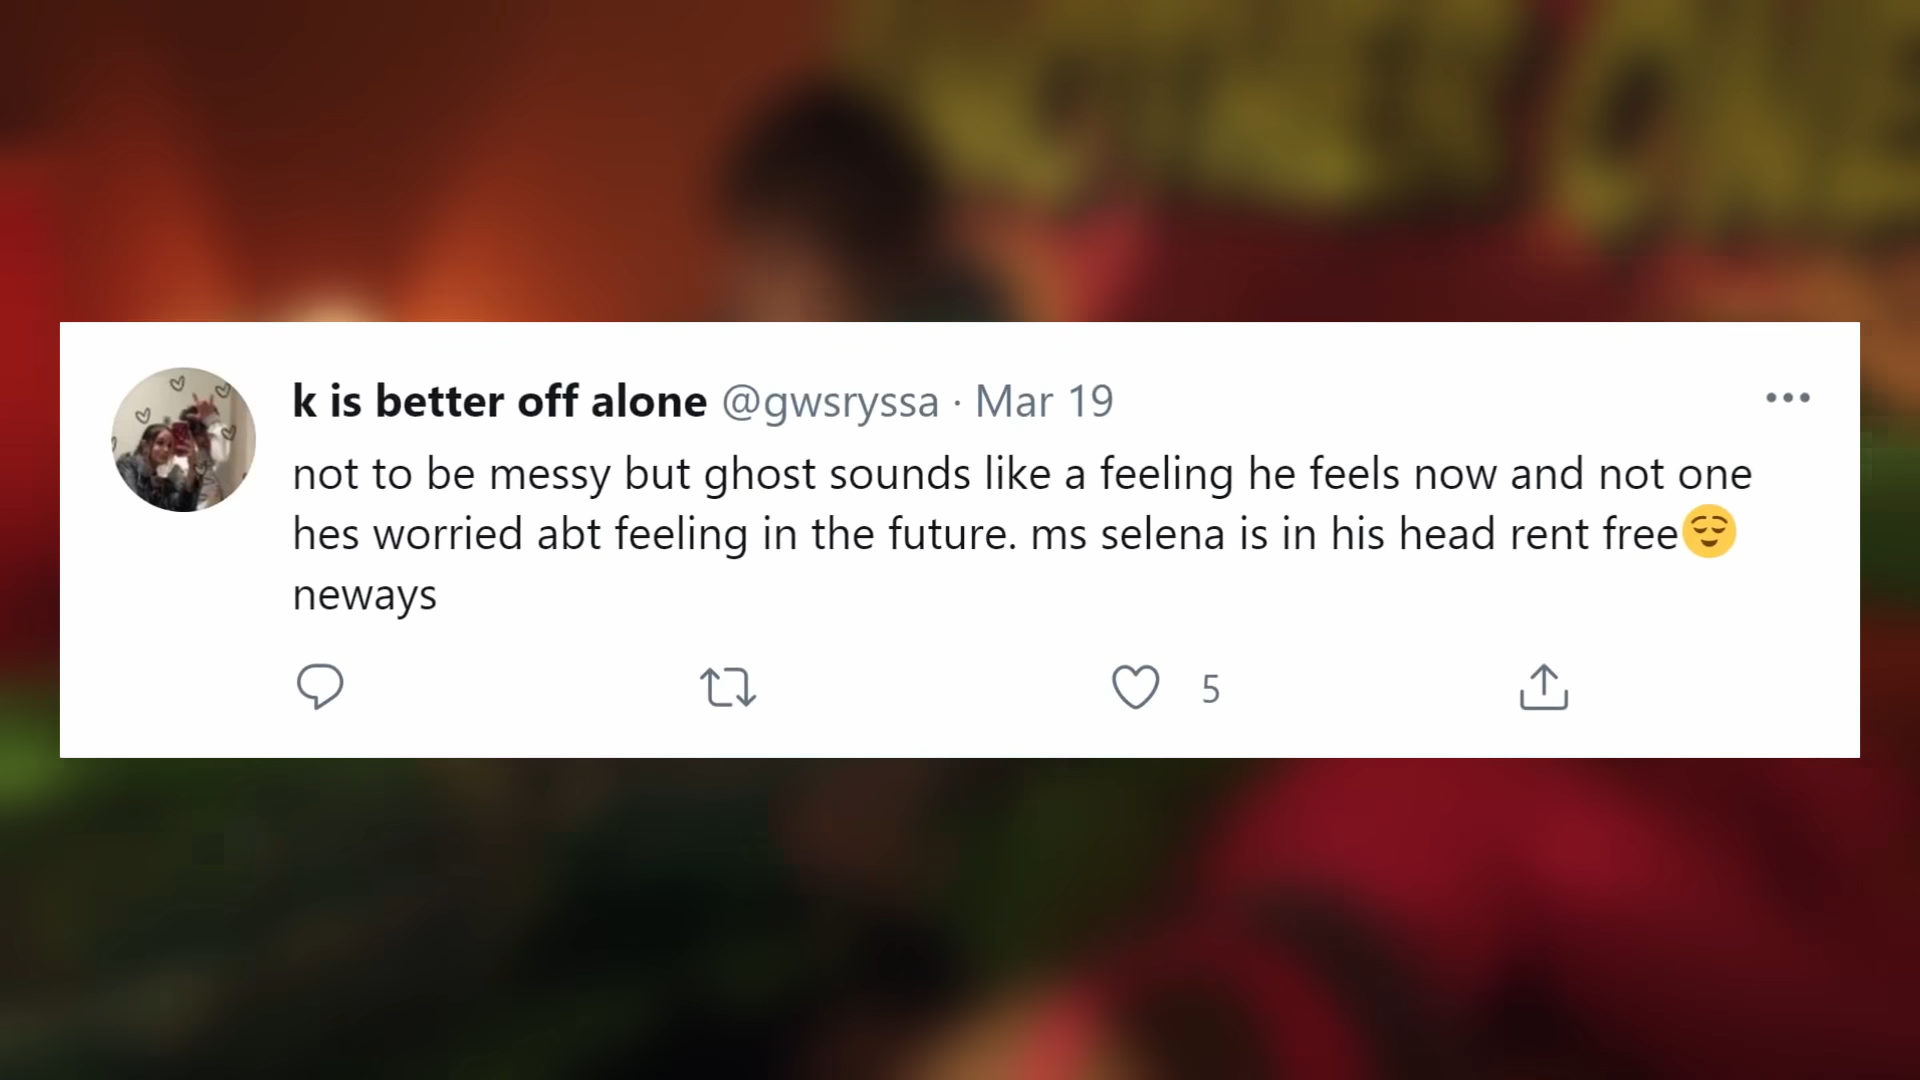 k is better off alone @gwsryssa · Mar 19
not to be messy but ghost sounds like a feeling he feels now and not one
hes worried abt feeling in the future. ms selena is in his head rent free😌
neways
5